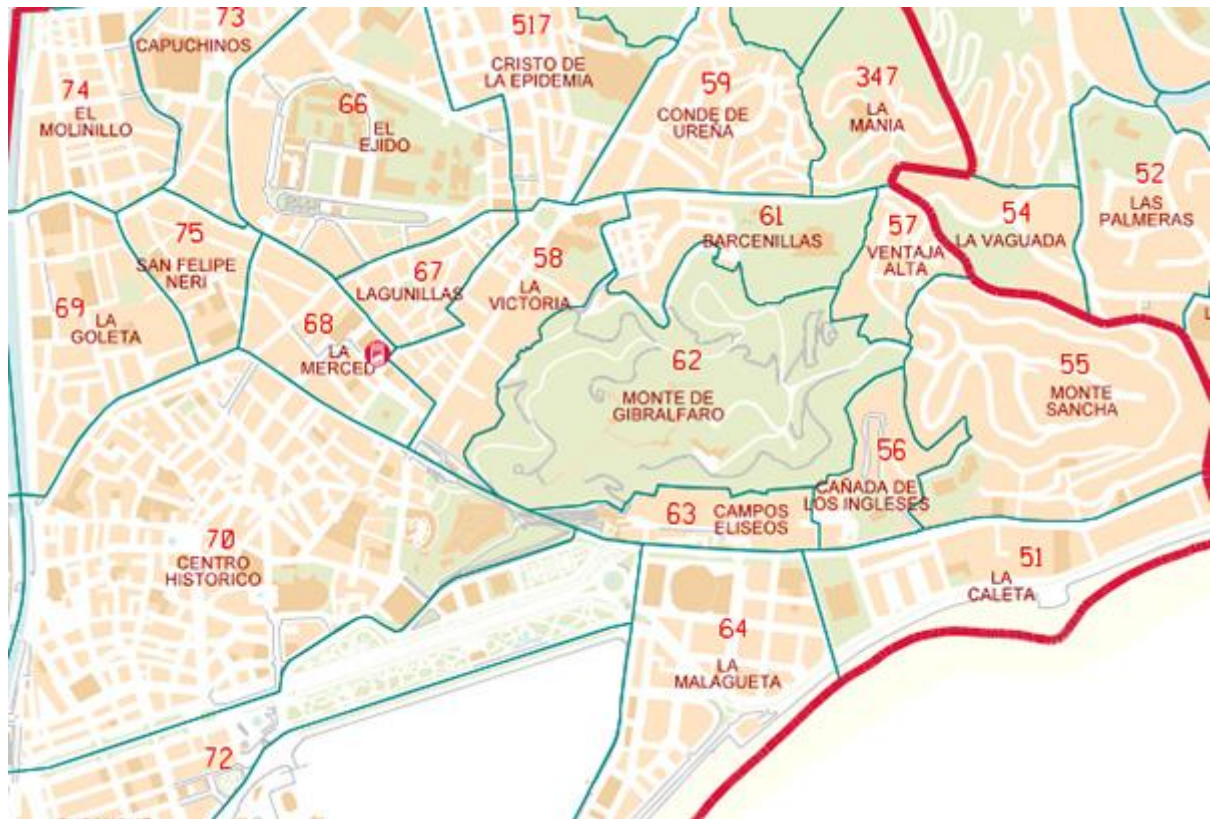 73
CAPUCHINOS
517
CRISTO DE
LA EPIDEMIA
59
CONDE DE
UREÑA
347
LA
MANIA
74
EL
MOLINILLO
66
EL
EJIDO
52
LAS
PALMERAS
54
LA VAGUADA
61
BARCENILLAS
57
VENTAJA
ALTA
75
SAN FELIPE
NERI
67
LAGUNILLAS
58
LA
VICTORIA
69
LA
GOLETA
68
LA
MERCED
62
MONTE DE
GIBRALFARO
55
MONTE
SANCHA
56
CAÑADA DE
LOS INGLESES
63
CAMPOS
ELISEOS
70
CENTRO
HISTORICO
51
LA
CALETA
64
LA
MALAGUETA
72